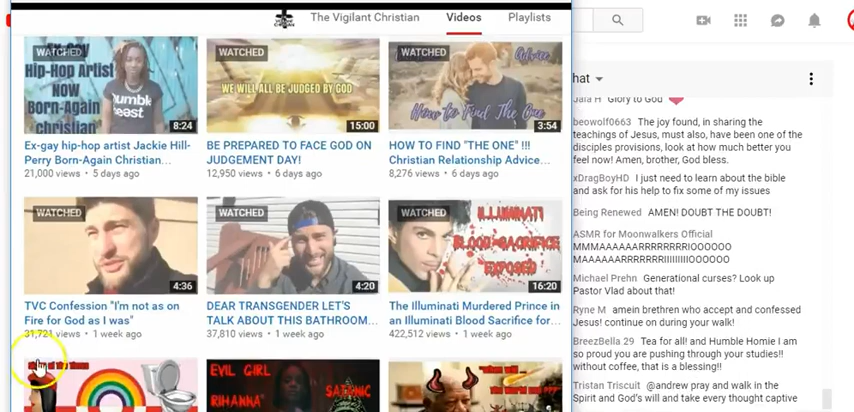 The Vigilant Christian
Videos
Playlists
WATCHED
Hip-Hop Artist
NOW
Born-Again
christian
8:24
WATCHED
WE WILL ALL BE JUDGED BY GOD
15:00
WATCHED
Advice
How to Find "The One"
3:54
Ex-gay hip-hop artist Jackie Hill-
Perry Born-Again Christian...
21,000 views • 5 days ago
BE PREPARED TO FACE GOD ON
JUDGEMENT DAY!
12,950 views • 6 days ago
HOW TO FIND "THE ONE" !!!
Christian Relationship Advice...
8,276 views • 6 days ago
WATCHED
4:36
WATCHED
4:20
WATCHED
ILLUMINATI
BLOOD SACRIFICE
EXPOSED
16:20
TVC Confession "I'm not as on
Fire for God as I was"
31,721 views • 1 week ago
DEAR TRANSGENDER LET'S
TALK ABOUT THIS BATHROOM...
37,810 views • 1 week ago
The Illuminati Murdered Prince in
an Illuminati Blood Sacrifice for...
422,512 views • 1 week ago
EVIL GIRL
RIHANNA
SATANIC
hat
Jaia H Glory to God
beowolf0663 The joy found, in sharing the
teachings of Jesus, must also, have been one of the
disciples provisions, look at how much better you
feel now! Amen, brother, God bless.
xDragBoyHD I just need to learn about the bible
and ask for his help to fix some of my issues
Being Renewed AMEN! DOUBT THE DOUBT!
ASMR for Moonwalkers Official
MMMAAAAARRRRRRRIOOOOOO
MAAAAARRRRRRRIIIIIIIIIOOOOOO
Michael Prehn Generational curses? Look up
Pastor Vlad about that!
Ryne M amein brethren who accept and confessed
Jesus! continue on during your walk!
BreezBella 29 Tea for all! and Humble Homie I am
so proud you are pushing through your studies!!
without coffee, that is a blessing!!
Tristan Triscuit @andrew pray and walk in the
Spirit and God's will and take every thought captive